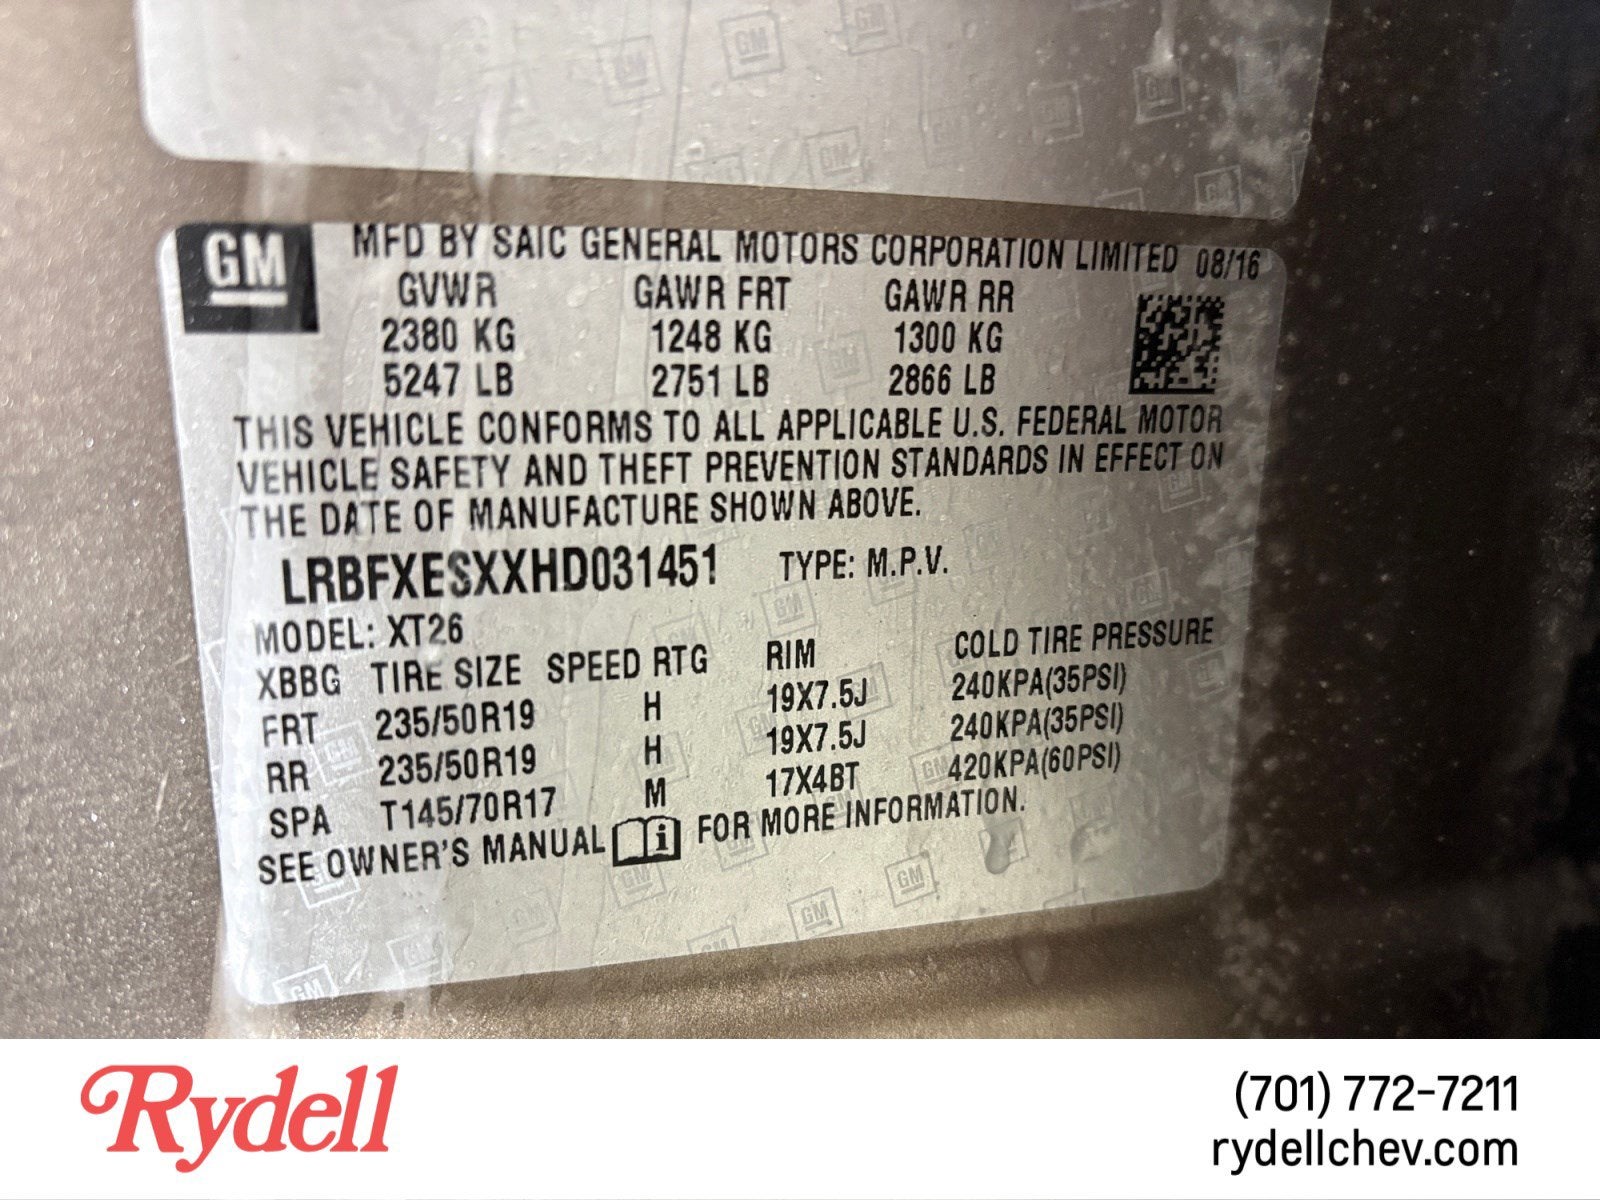 GM
MFD BY SAIC GENERAL MOTORS CORPORATION LIMITED 08/16
GVWR GAWR FRT GAWR RR
2380 KG 1248 KG 1300 KG
5247 LB 2751 LB 2866 LB
THIS VEHICLE CONFORMS TO ALL APPLICABLE U.S. FEDERAL MOTOR
VEHICLE SAFETY AND THEFT PREVENTION STANDARDS IN EFFECT ON
THE DATE OF MANUFACTURE SHOWN ABOVE.
LRBFXESXXHD031451 TYPE: M.P.V.
MODEL: XT26
XBBG TIRE SIZE SPEED RTG RIM COLD TIRE PRESSURE
FRT 235/50R19 H 19X7.5J 240KPA(35PSI)
RR 235/50R19 H 19X7.5J 240KPA(35PSI)
SPA T145/70R17 M 17X4BT 420KPA(60PSI)
SEE OWNER'S MANUAL i FOR MORE INFORMATION.
Rydell
(701) 772-7211
rydellchev.com